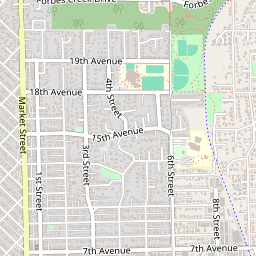 Forbes Creek Drive
Forbes
19th Avenue
18th Avenue
4th Street
Market Street
15th Avenue
3rd Street
6th Street
1st Street
8th Street
7th Avenue
7th Avenue